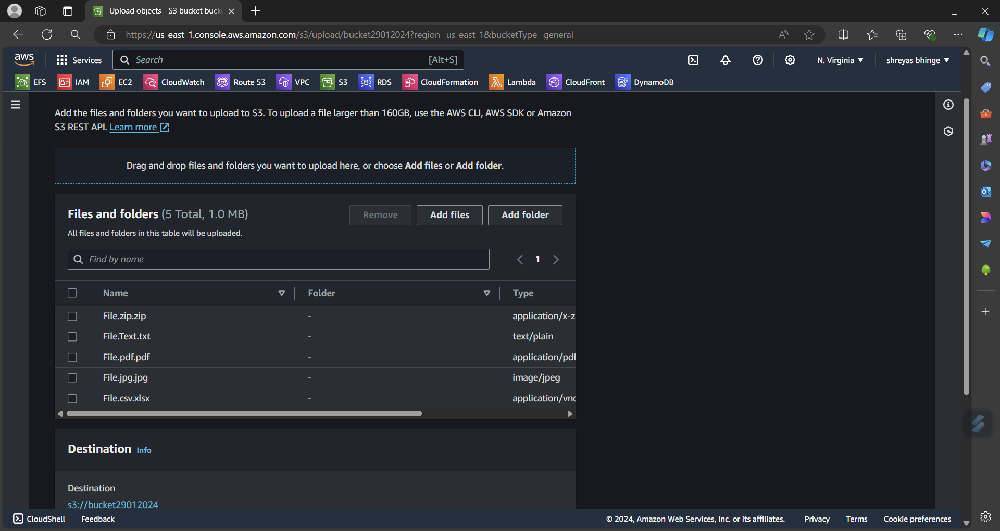 Upload objects - S3 bucket buck
https://us-east-1.console.aws.amazon.com/s3/upload/bucket29012024?region=us-east-1&bucketType=general
aws
Services
Search [Alt+S]
N. Virginia
shreyas bhinge
EFS IAM EC2 CloudWatch Route 53 VPC S3 RDS CloudFormation Lambda CloudFront DynamoDB
Add the files and folders you want to upload to S3. To upload a file larger than 160GB, use the AWS CLI, AWS SDK or Amazon
S3 REST API. Learn more
Drag and drop files and folders you want to upload here, or choose Add files or Add folder.
Files and folders (5 Total, 1.0 MB)
Remove Add files Add folder
All files and folders in this table will be uploaded.
Find by name
1
Name Folder Type
File.zip.zip - application/x-z
File.Text.txt - text/plain
File.pdf.pdf - application/pdf
File.jpg.jpg - image/jpeg
File.csv.xlsx - application/vnd
Destination Info
Destination
s3://bucket29012024
CloudShell Feedback © 2024, Amazon Web Services, Inc. or its affiliates. Privacy Terms Cookie preferences